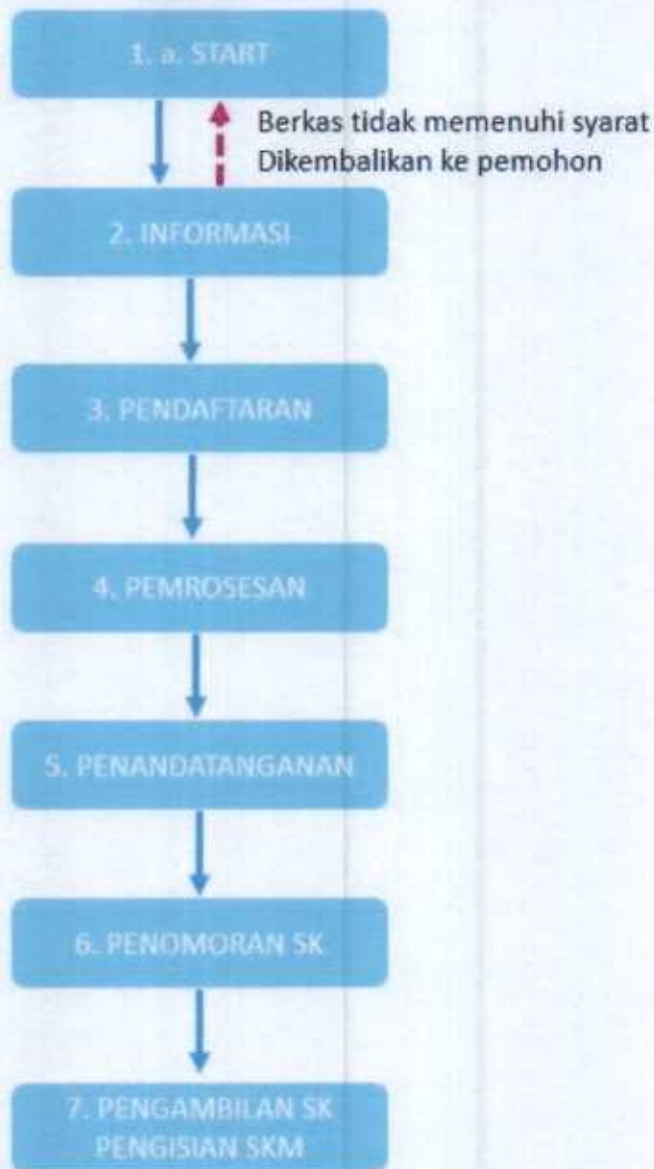 1. a. START
Berkas tidak memenuhi syarat
Dikembalikan ke pemohon
2. INFORMASI
3. PENDAFTARAN
4. PEMROSESAN
5. PENANDATANGANAN
6. PENOMORAN SK
7. PENGAMBILAN SK
PENGISIAN SKM